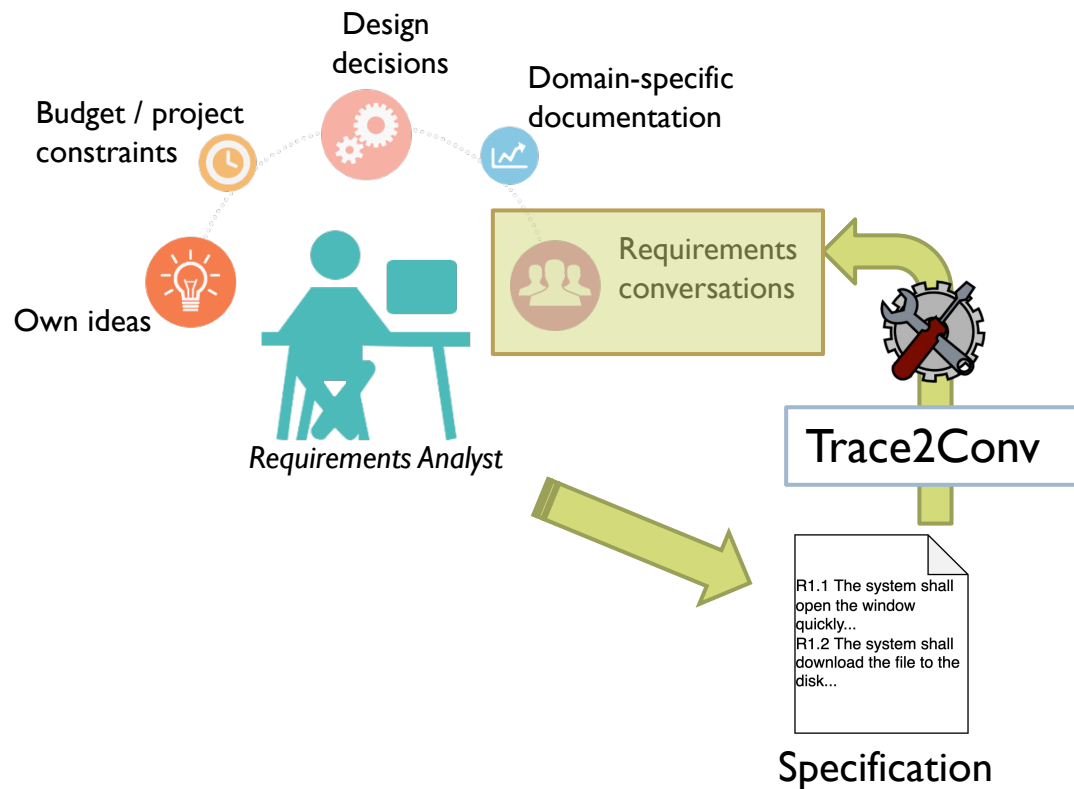 Design
decisions
Domain-specific
documentation
Budget / project
constraints
Requirements
conversations
Own ideas
Trace2Conv
Requirements Analyst
R1.1 The system shall
open the window
quickly...
R1.2 The system shall
download the file to the
disk...
Specification